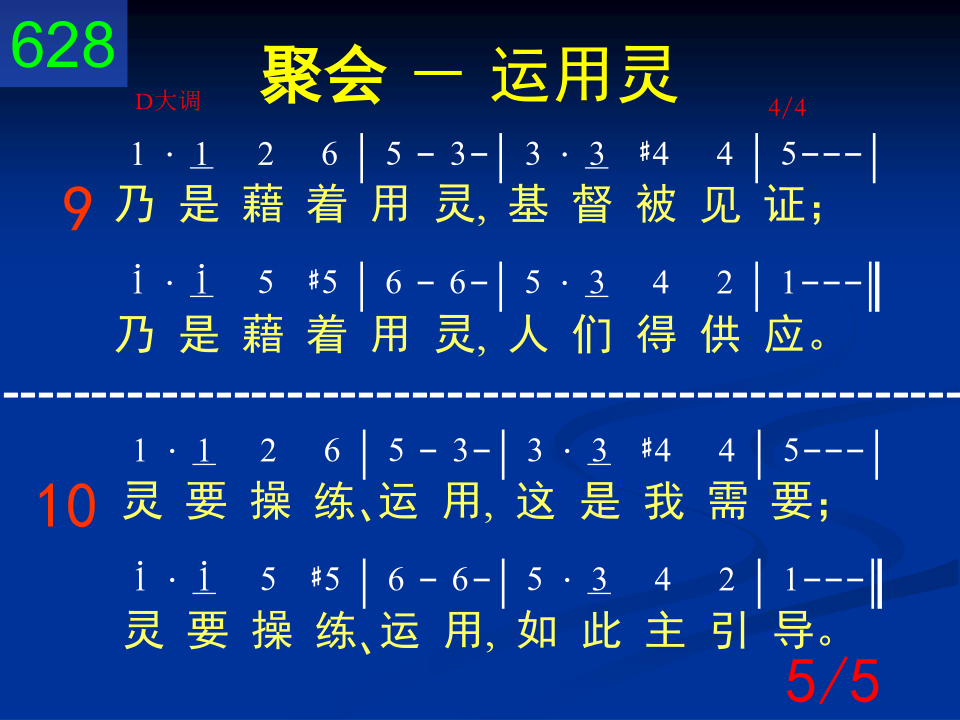 628
聚会 － 运用灵
D大调 4/4
1 · 1 2 6 | 5 - 3- | 3 · 3 #4 4 | 5--- |
9 乃 是 藉 着 用 灵, 基 督 被 见 证；
i · i 5 #5 | 6 - 6- | 5 · 3 4 2 | 1--- ‖
乃 是 藉 着 用 灵, 人 们 得 供 应。
1 · 1 2 6 | 5 - 3- | 3 · 3 #4 4 | 5--- |
10 灵 要 操 练、运 用, 这 是 我 需 要；
i · i 5 #5 | 6 - 6- | 5 · 3 4 2 | 1--- ‖
灵 要 操 练、运 用, 如 此 主 引 导。
5/5